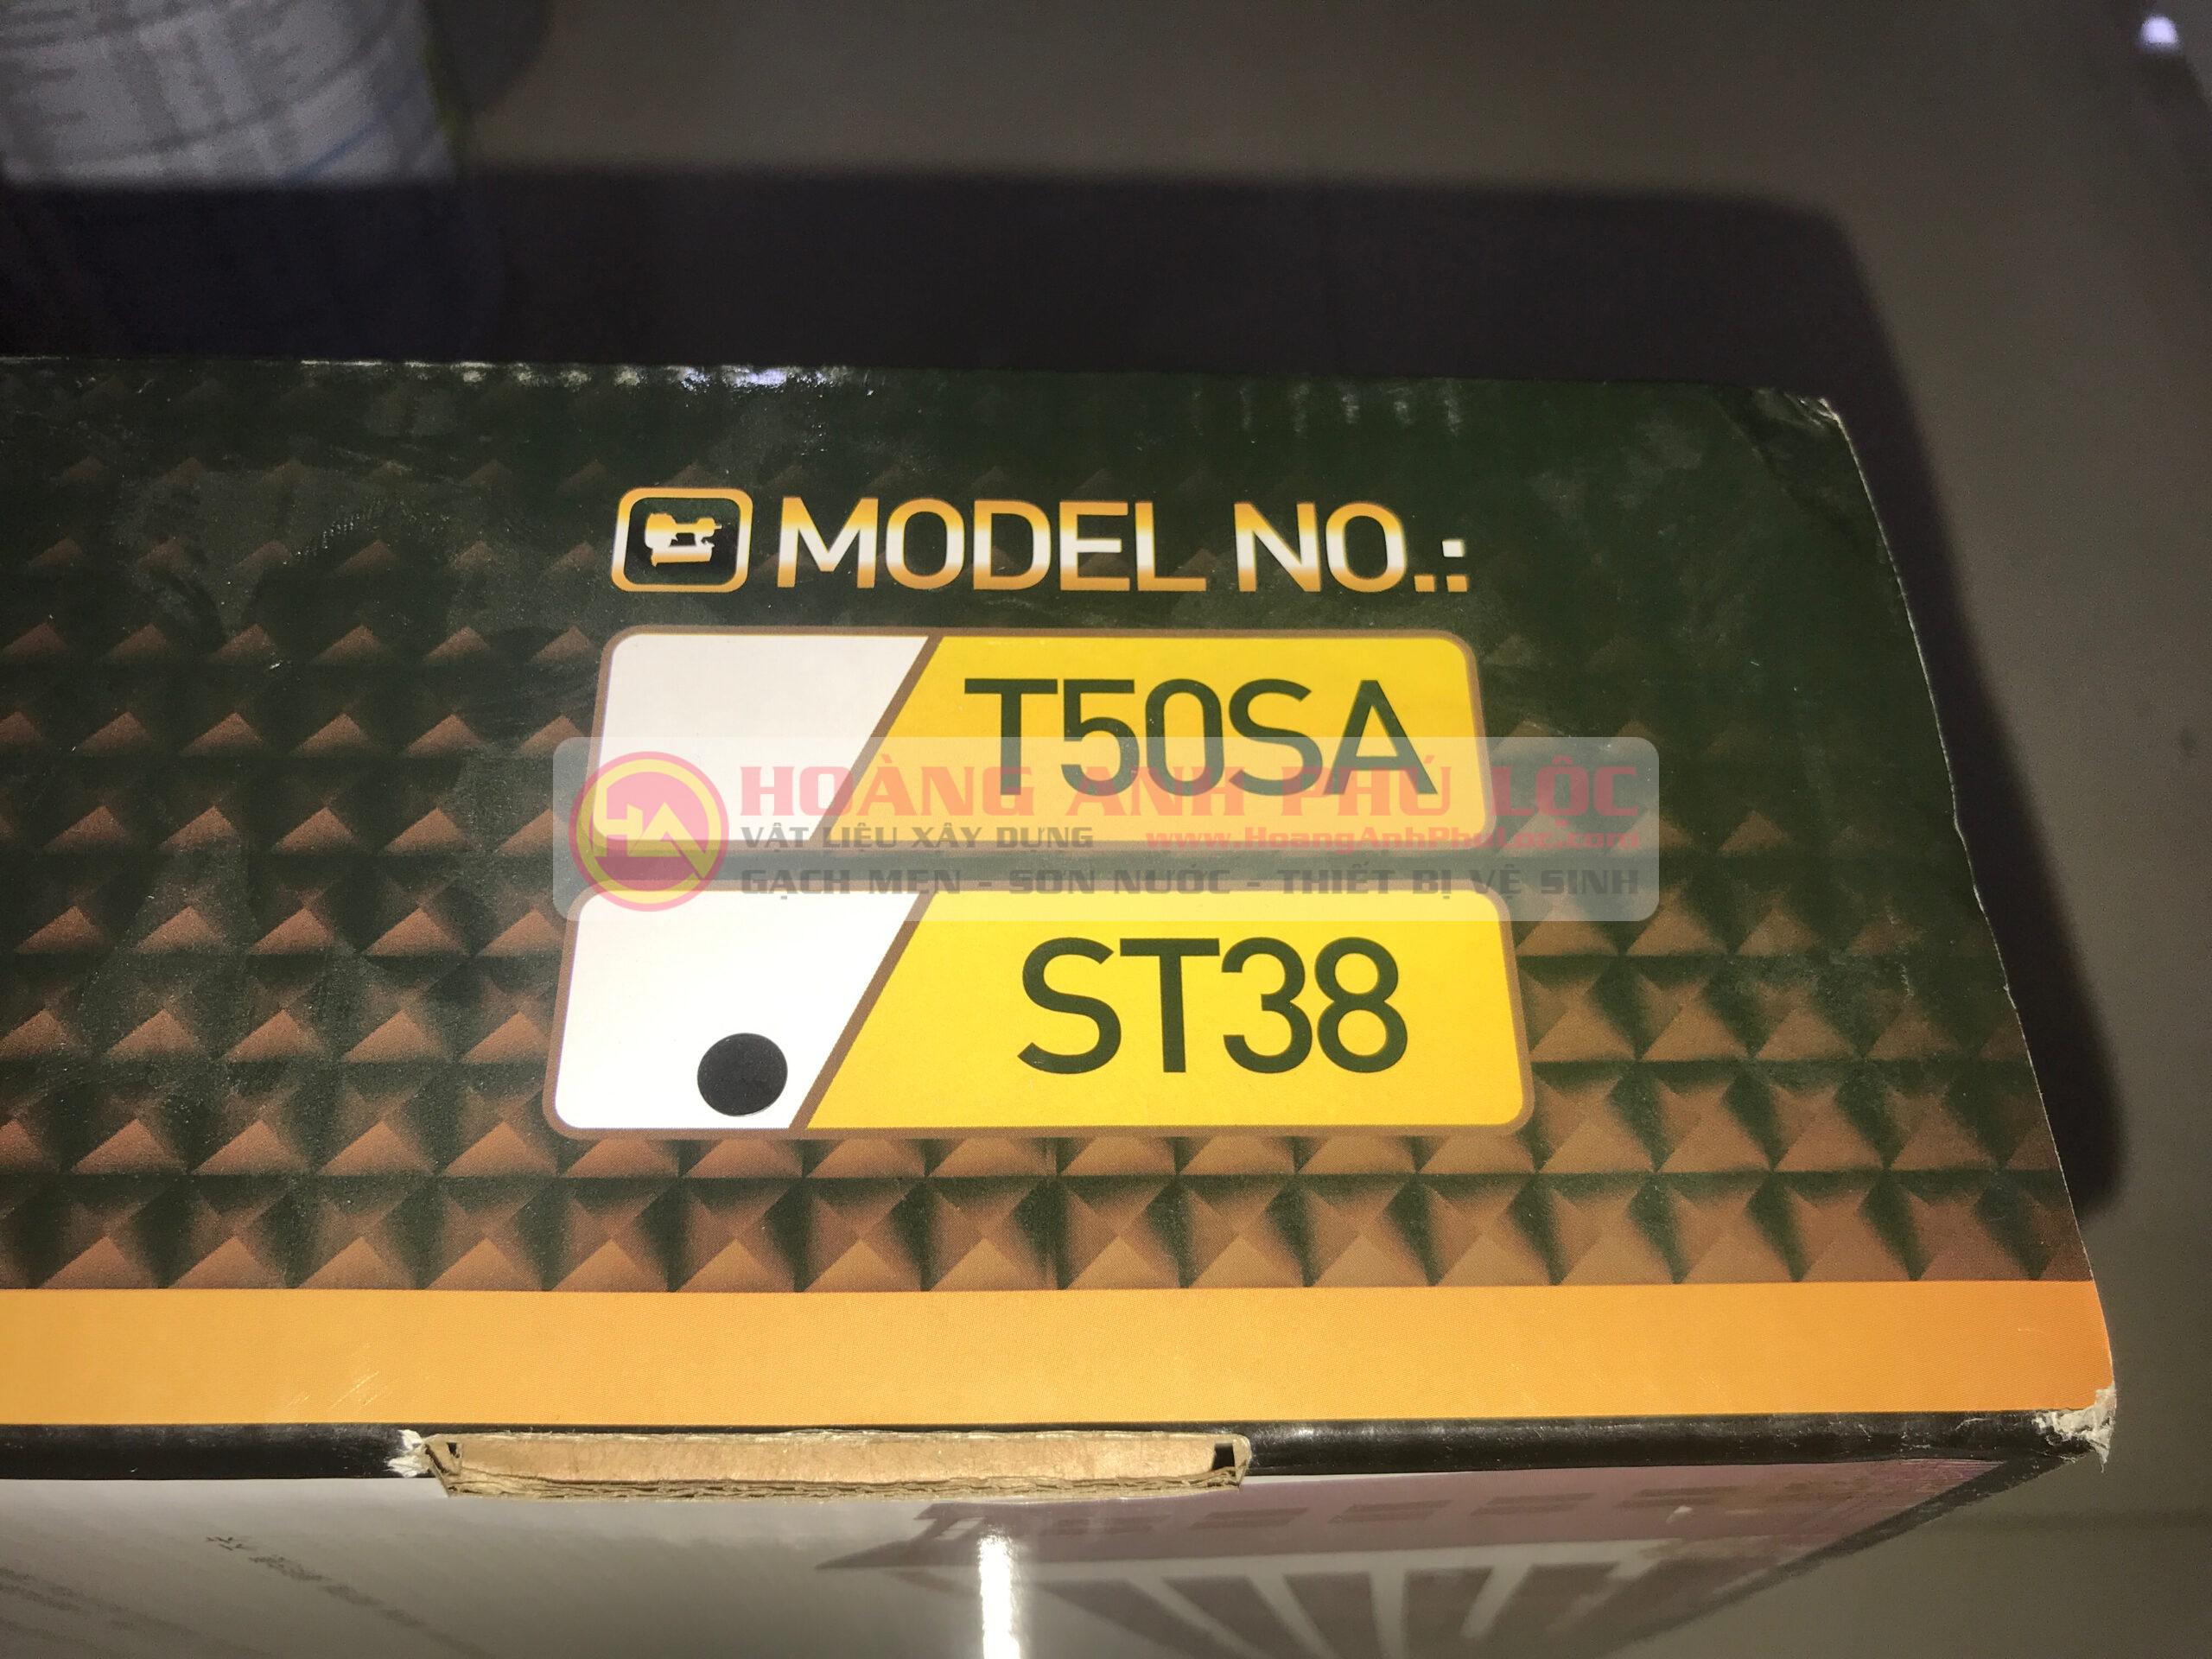 MODEL NO.:
T50SA
HOÀNG ANH PHÚ LỘC
VẬT LIỆU XÂY DỰNG www.HoangAnhPhuLoc.com
GẠCH MEN - SƠN NƯỚC - THIẾT BỊ VỆ SINH
ST38